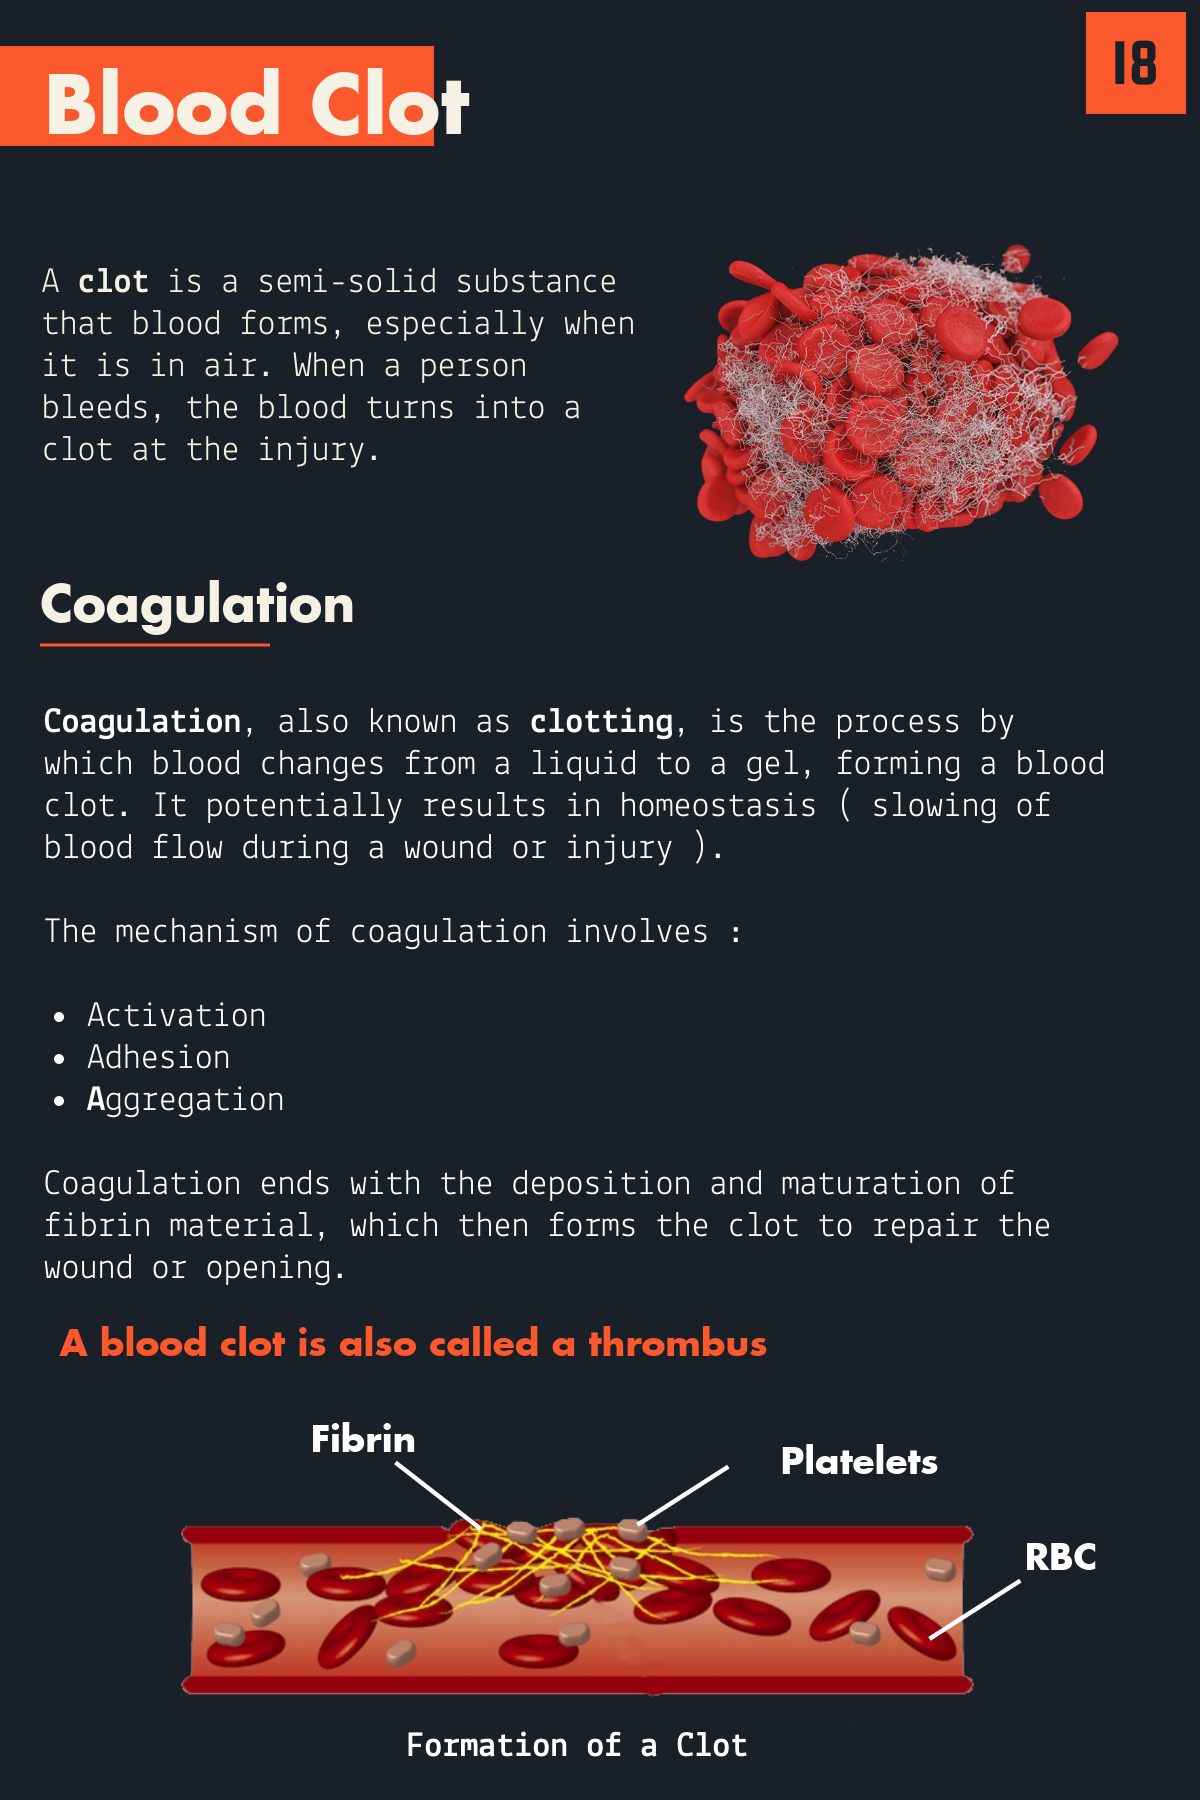 18
Blood Clot
A clot is a semi-solid substance
that blood forms, especially when
it is in air. When a person
bleeds, the blood turns into a
clot at the injury.
Coagulation
Coagulation, also known as clotting, is the process by
which blood changes from a liquid to a gel, forming a blood
clot. It potentially results in homeostasis ( slowing of
blood flow during a wound or injury ).
The mechanism of coagulation involves :
• Activation
• Adhesion
• Aggregation
Coagulation ends with the deposition and maturation of
fibrin material, which then forms the clot to repair the
wound or opening.
A blood clot is also called a thrombus
Fibrin
Platelets
RBC
Formation of a Clot